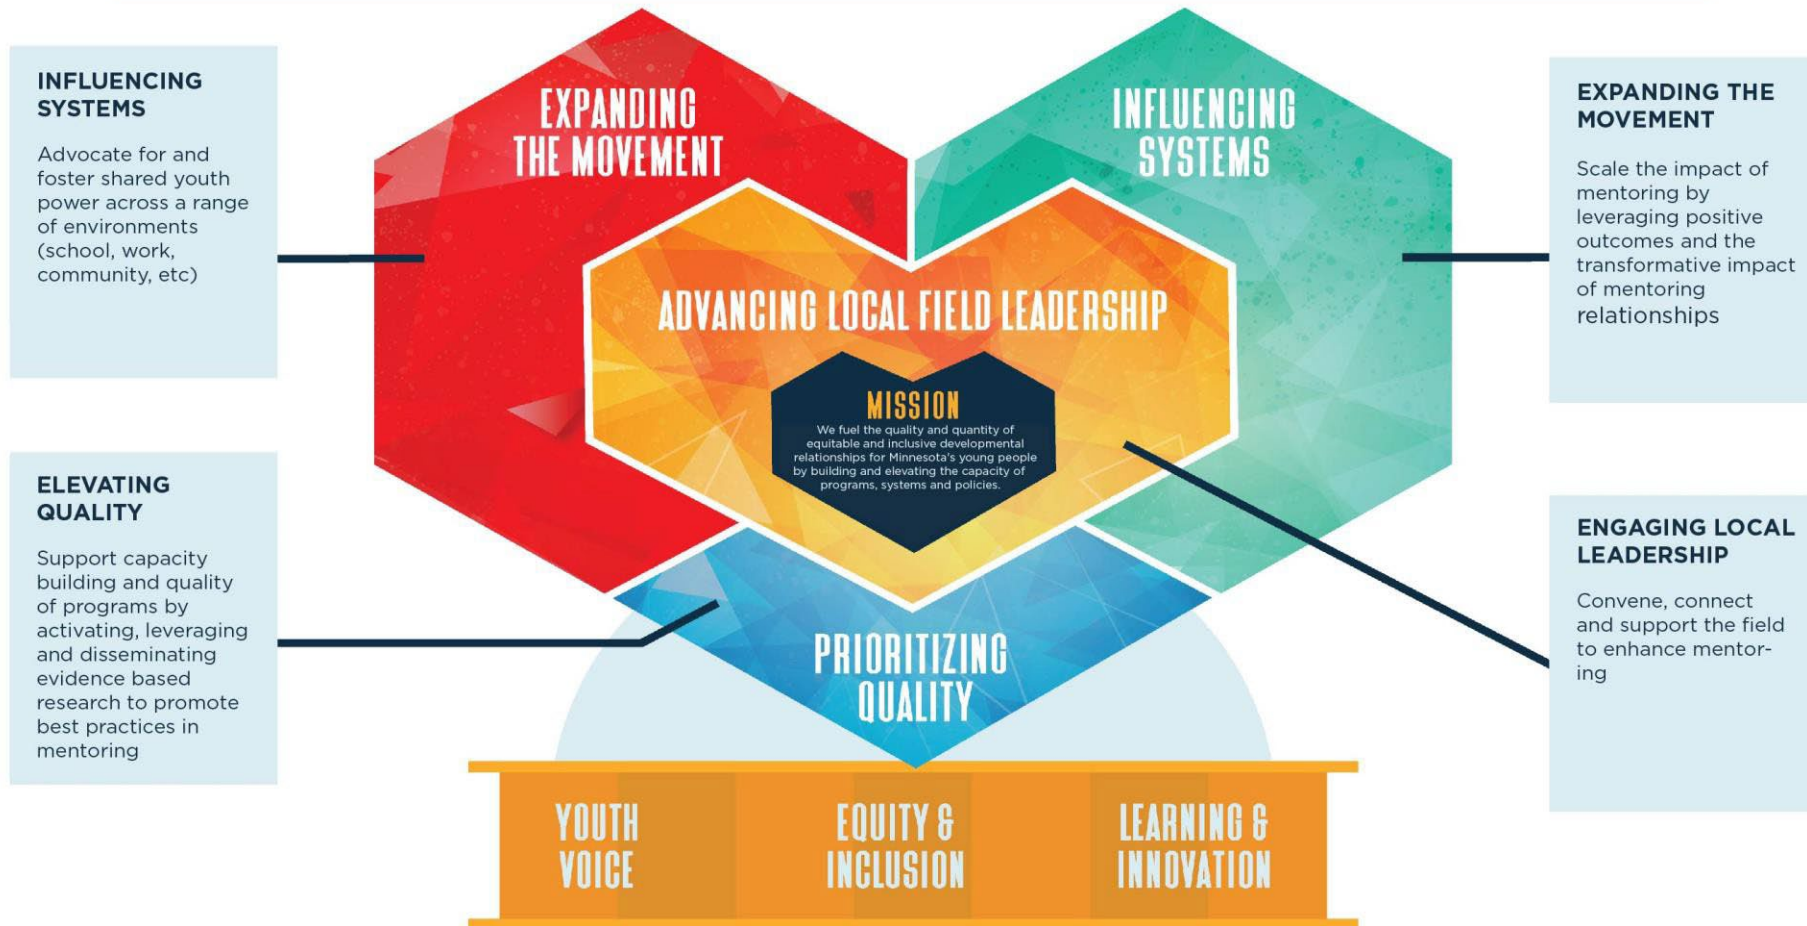 INFLUENCING
SYSTEMS
Advocate for and
foster shared youth
power across a range
of environments
(school, work,
community, etc)
ELEVATING
QUALITY
Support capacity
building and quality
of programs by
activating, leveraging
and disseminating
evidence based
research to promote
best practices in
mentoring
EXPANDING
THE MOVEMENT
INFLUENCING
SYSTEMS
ADVANCING LOCAL FIELD LEADERSHIP
MISSION
We fuel the quality and quantity of
equitable and inclusive developmental
relationships for Minnesota's young people
by building and elevating the capacity of
programs, systems and policies.
PRIORITIZING
QUALITY
YOUTH
VOICE
EQUITY &
INCLUSION
LEARNING &
INNOVATION
EXPANDING THE
MOVEMENT
Scale the impact of
mentoring by
leveraging positive
outcomes and the
transformative impact
of mentoring
relationships
ENGAGING LOCAL
LEADERSHIP
Convene, connect
and support the field
to enhance mentor-
ing